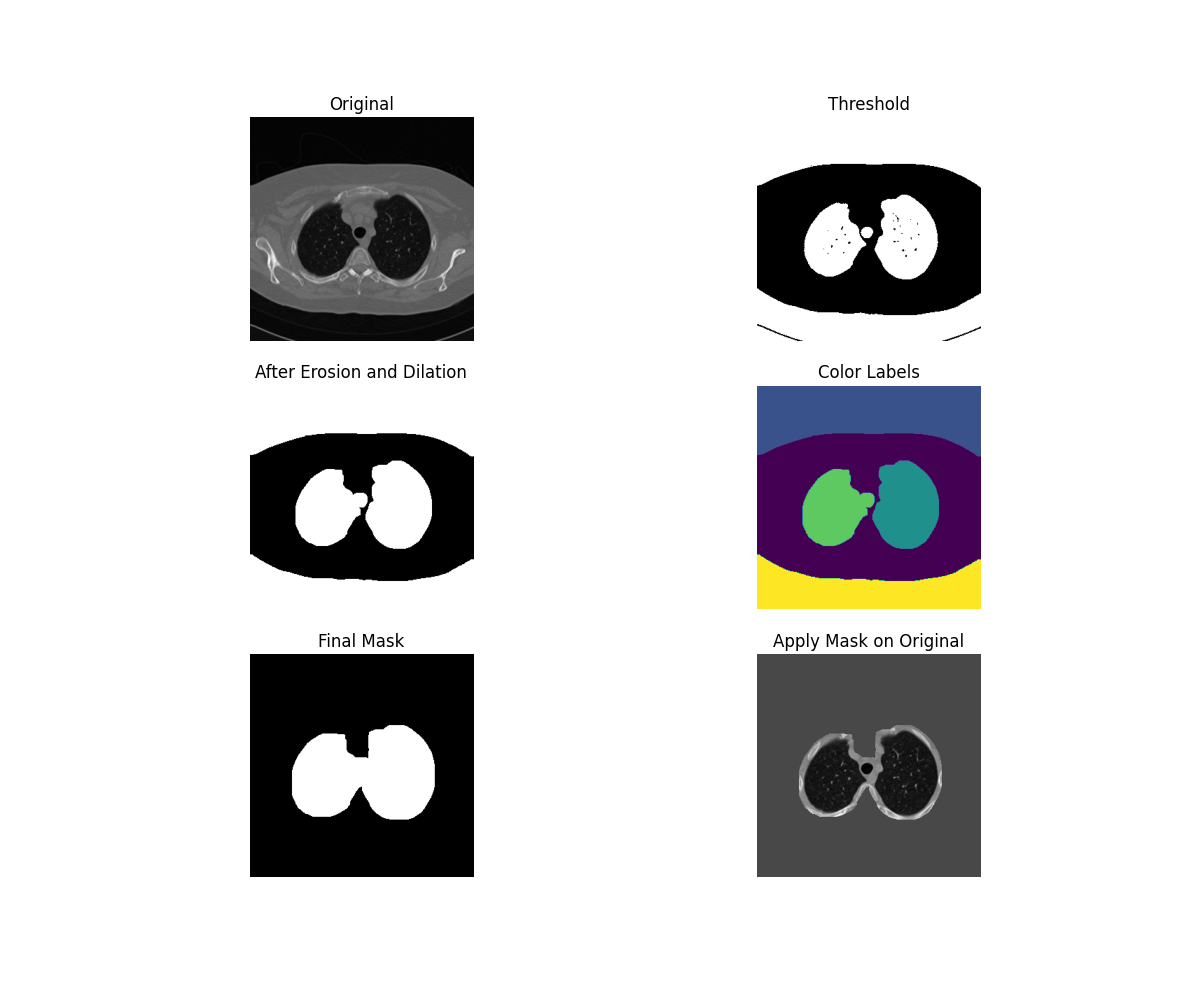 Original
Threshold
After Erosion and Dilation
Color Labels
Final Mask
Apply Mask on Original